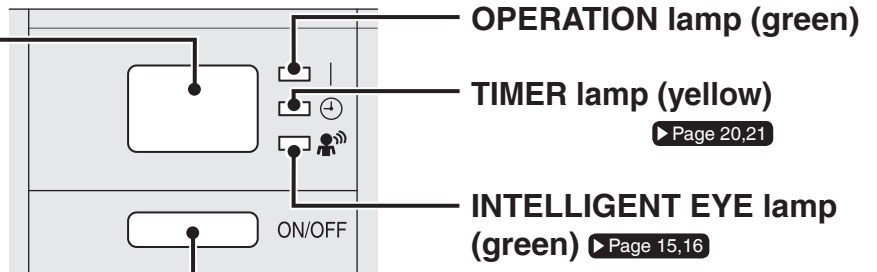 OPERATION lamp (green)
TIMER lamp (yellow)
Page 20,21
INTELLIGENT EYE lamp
(green) Page 15,16
ON/OFF